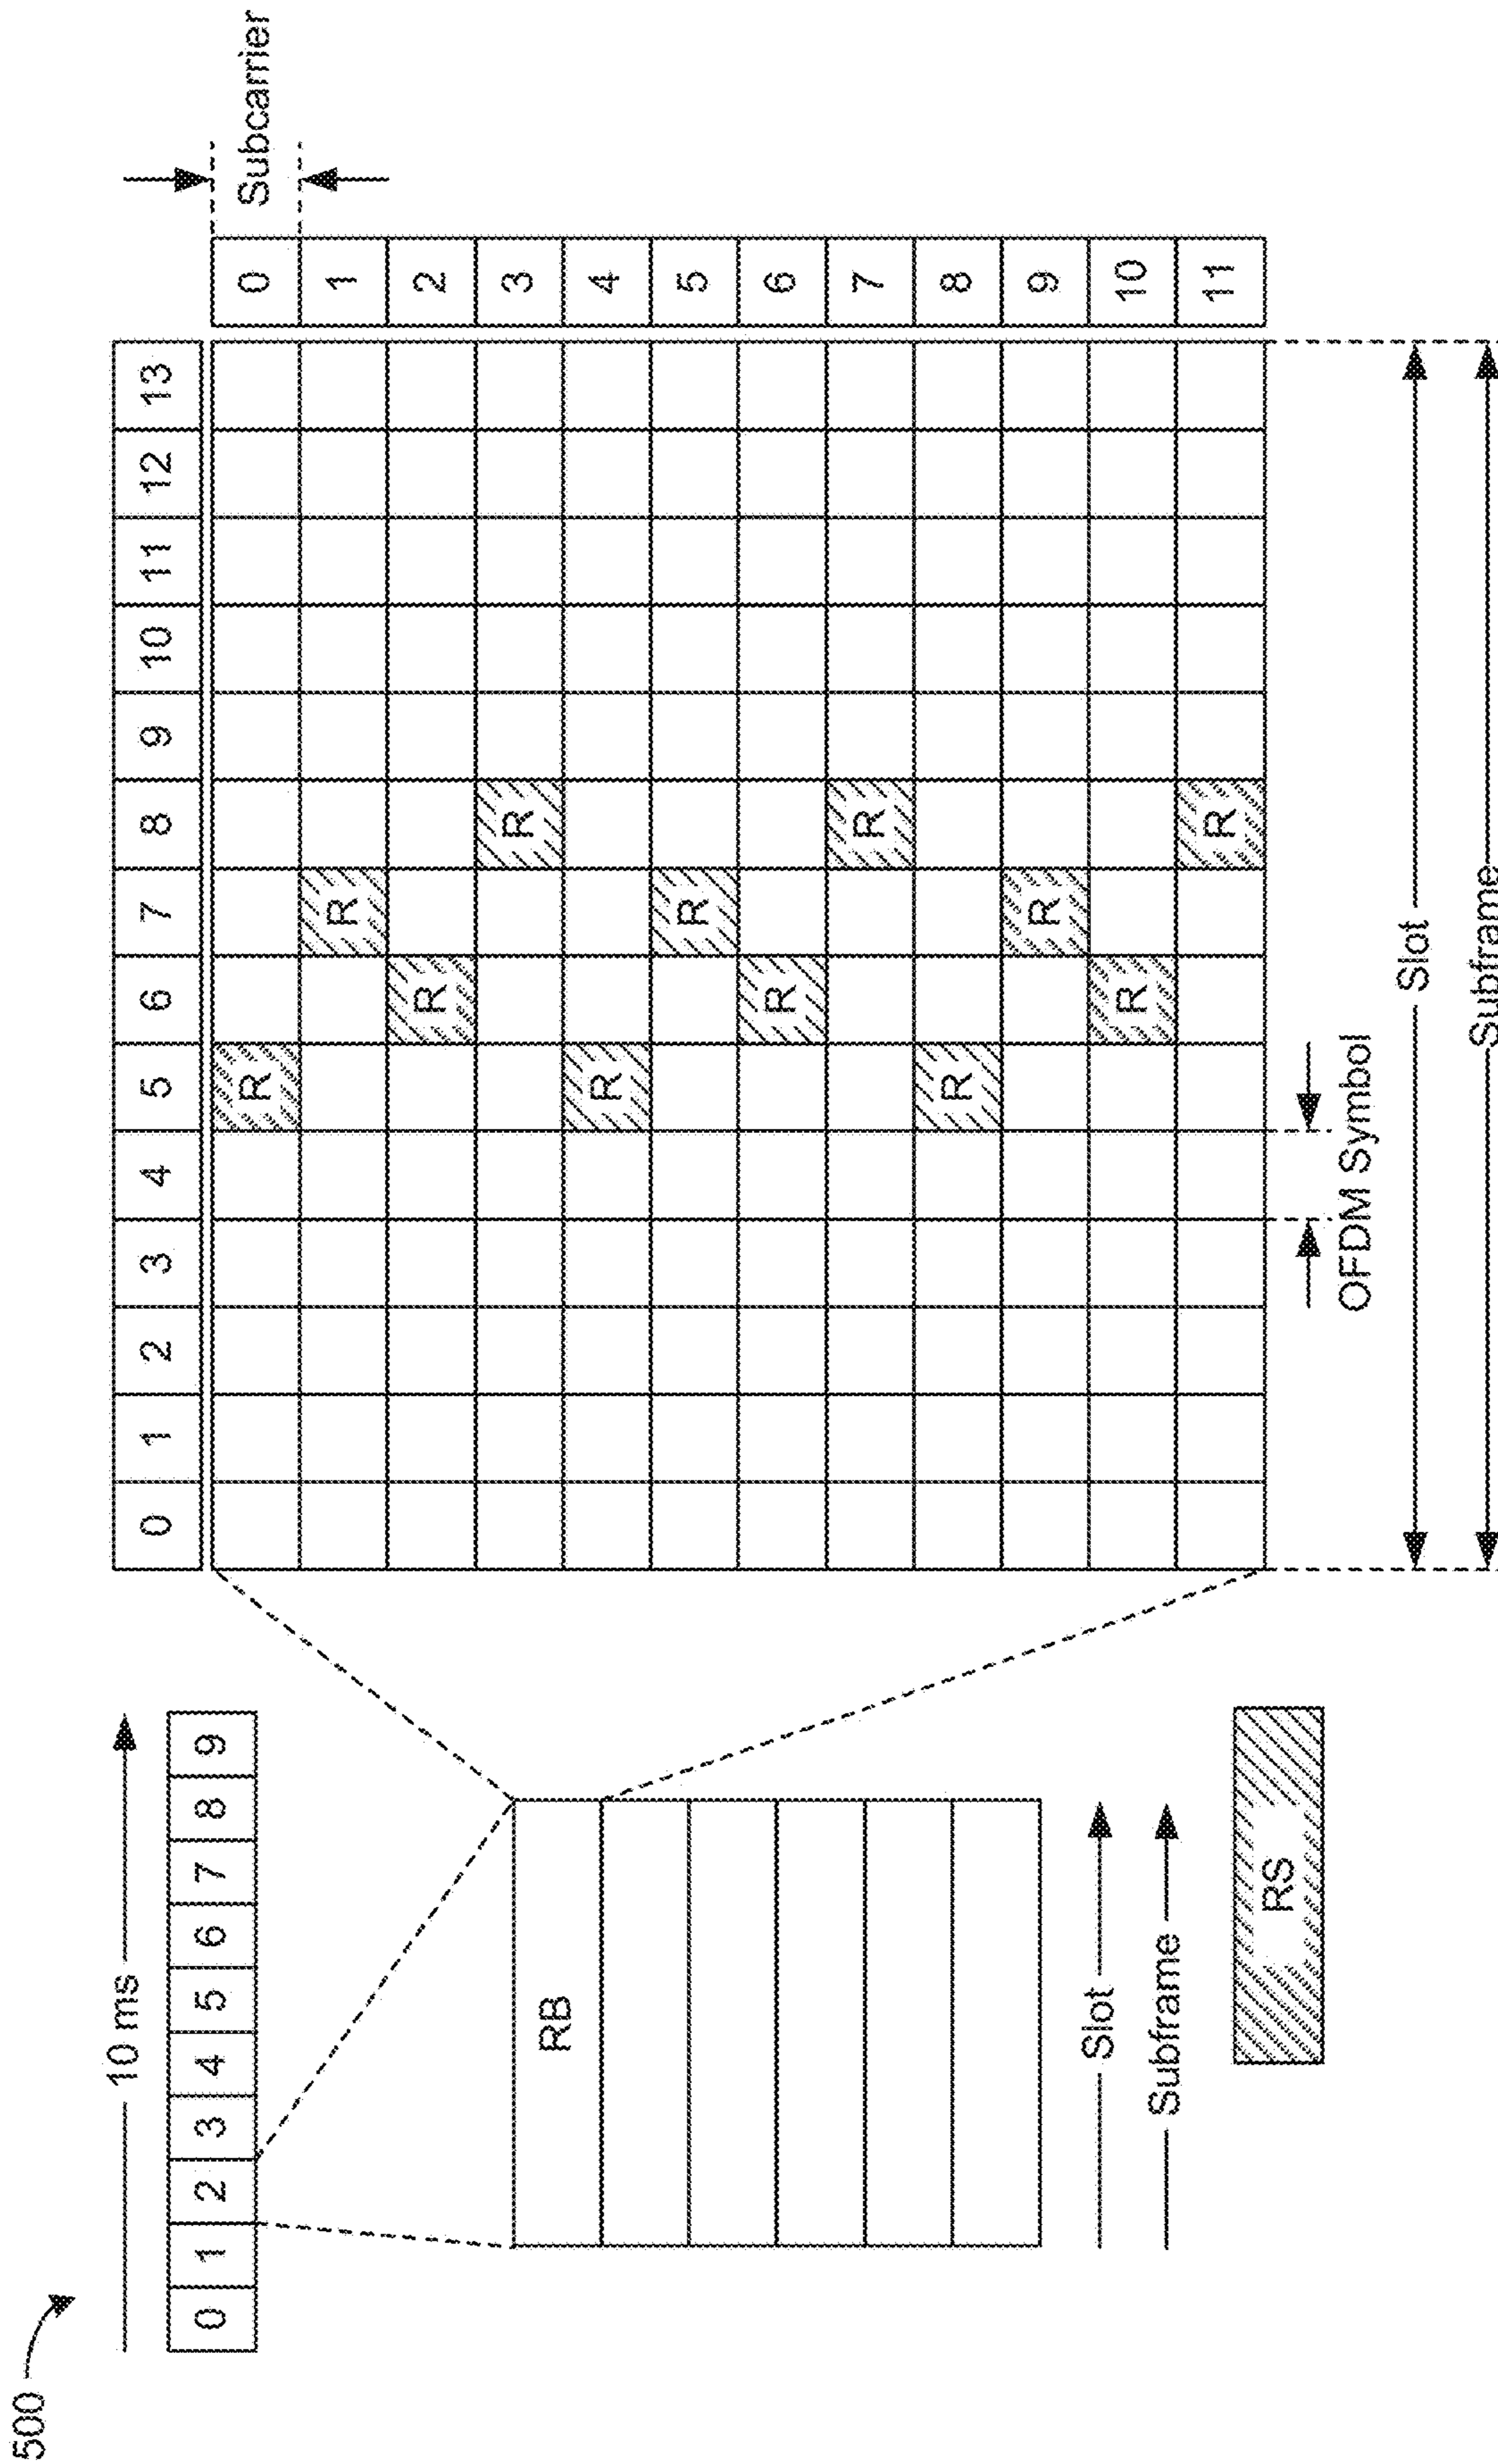 500
10 ms
0 1 2 3 4 5 6 7 8 9
RB
Slot
Subframe
RS
0 1 2 3 4 5 6 7 8 9 10 11 12 13
Subcarrier
R 0
R 1
R 2
R 3
R 4
R 5
R 6
R 7
R 8
R 9
R 10
R 11
OFDM Symbol
Slot
Subframe